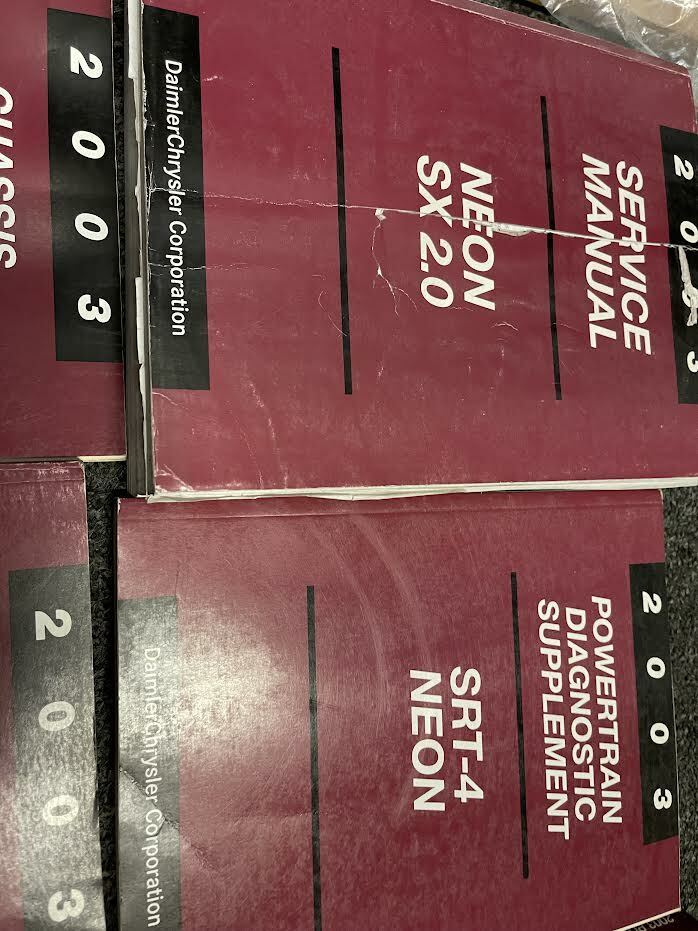 2 0 0 3
SERVICE
MANUAL
NEON
SX 2.0
DaimlerChrysler Corporation
2 0 0 3
POWERTRAIN
DIAGNOSTIC
SUPPLEMENT
SRT-4
NEON
DaimlerChrysler Corporation
2 0 0 3
CHASSIS
2 0 0 3